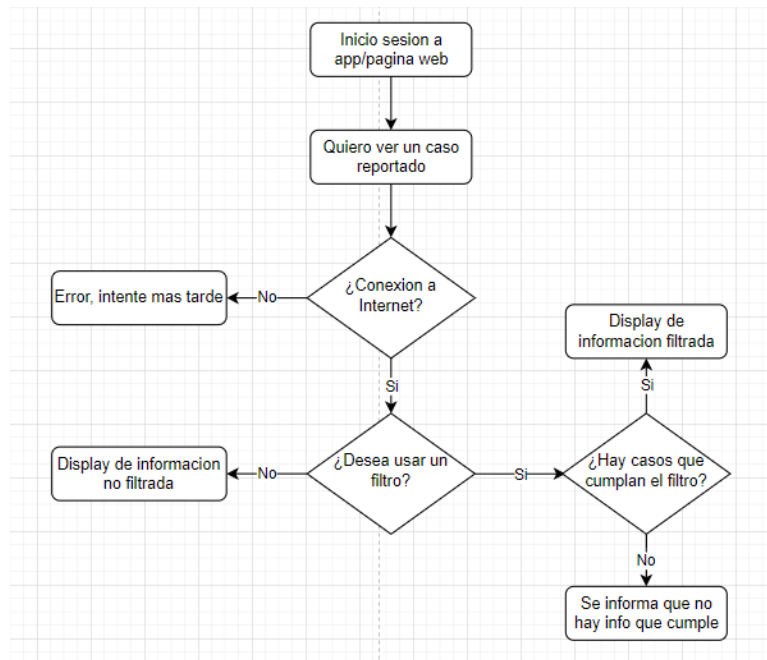 Inicio sesion a
app/pagina web
Quiero ver un caso
reportado
¿Conexion a
Internet?
No
Error, intente mas tarde
Si
¿Desea usar un
filtro?
No
Display de informacion
no filtrada
Si
¿Hay casos que
cumplan el filtro?
Si
Display de
informacion filtrada
No
Se informa que no
hay info que cumple